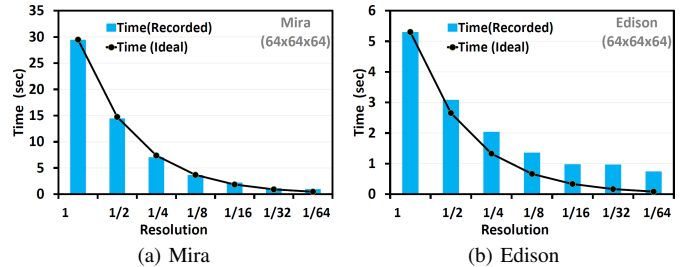 35
30
25
20
15
10
5
0
Time (sec)
Time(Recorded)
Time (Ideal)
Mira
(64x64x64)
1 1/2 1/4 1/8 1/16 1/32 1/64
Resolution
(a) Mira
6
5
4
3
2
1
0
Time (sec)
Time(Recorded)
Time (Ideal)
Edison
(64x64x64)
1 1/2 1/4 1/8 1/16 1/32 1/64
Resolution
(b) Edison